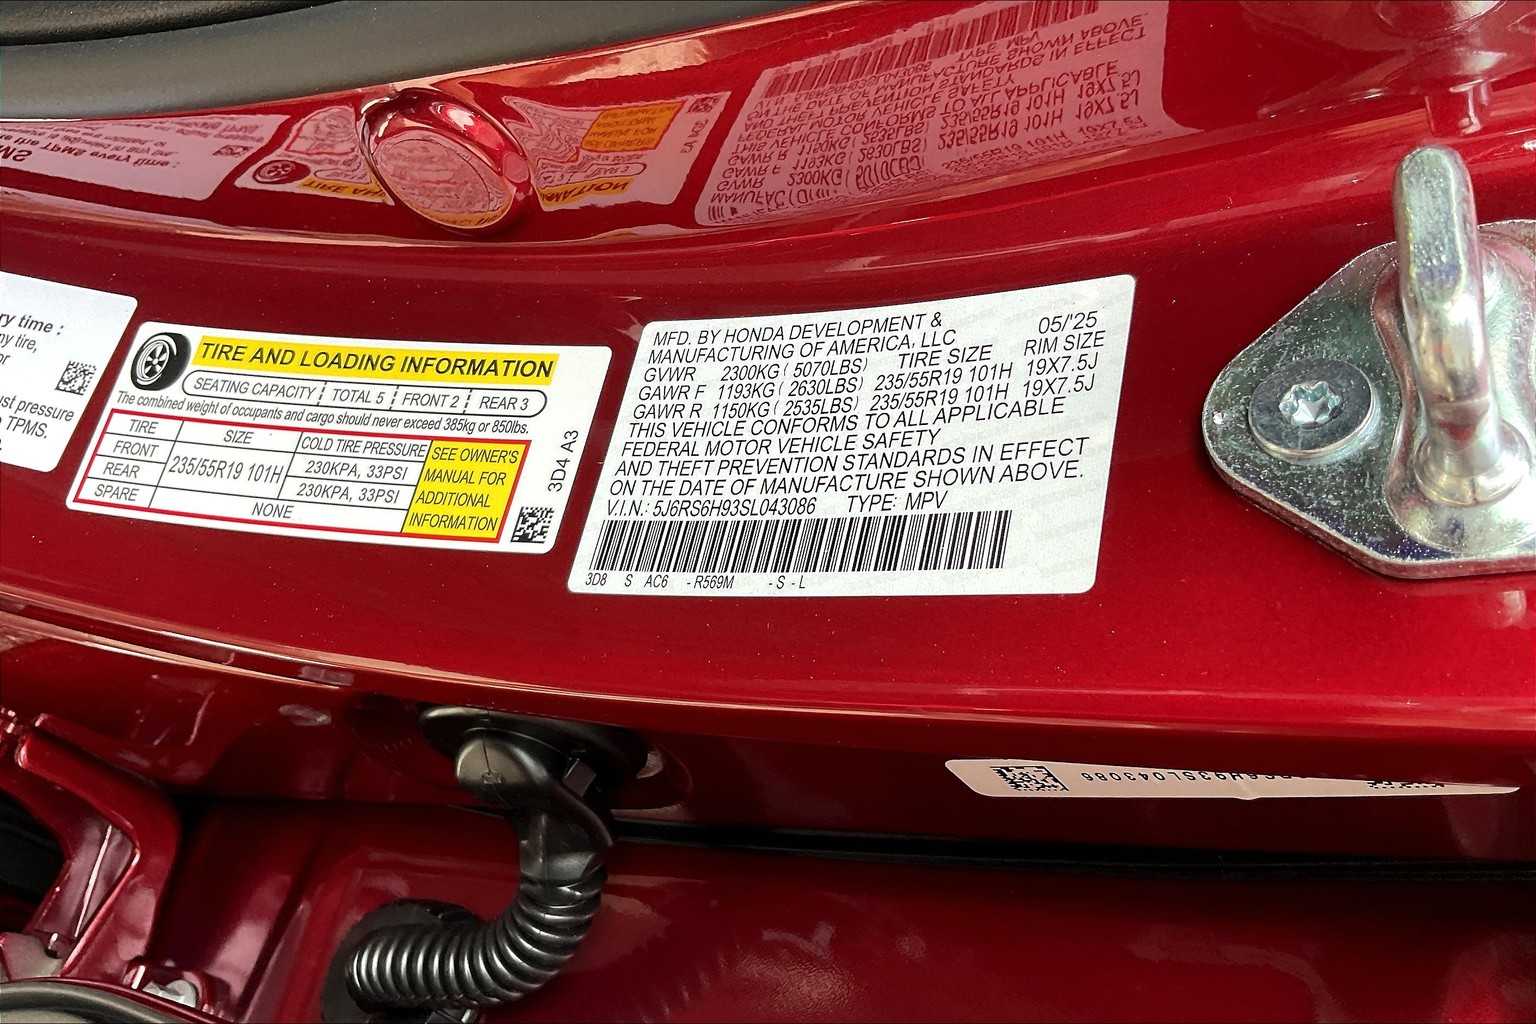 ry time :
ny tire,
or
ust pressure
TPMS.
TIRE AND LOADING INFORMATION
SEATING CAPACITY TOTAL 5 FRONT 2 REAR 3
The combined weight of occupants and cargo should never exceed 385kg or 850lbs.
TIRE SIZE COLD TIRE PRESSURE
FRONT 235/55R19 101H 230KPA, 33PSI
REAR 230KPA, 33PSI
SPARE NONE
SEE OWNER'S
MANUAL FOR
ADDITIONAL
INFORMATION
3D4 A3
MFD. BY HONDA DEVELOPMENT & 05/'25
MANUFACTURING OF AMERICA, LLC TIRE SIZE RIM SIZE
GVWR 2300KG ( 5070LBS)
GAWR F 1193KG ( 2630LBS) 235/55R19 101H 19X7.5J
GAWR R 1150KG ( 2535LBS) 235/55R19 101H 19X7.5J
THIS VEHICLE CONFORMS TO ALL APPLICABLE
FEDERAL MOTOR VEHICLE SAFETY
AND THEFT PREVENTION STANDARDS IN EFFECT
ON THE DATE OF MANUFACTURE SHOWN ABOVE.
V.I.N.: 5J6RS6H93SL043086 TYPE: MPV
3D8 S AC6 -R569M -S -L